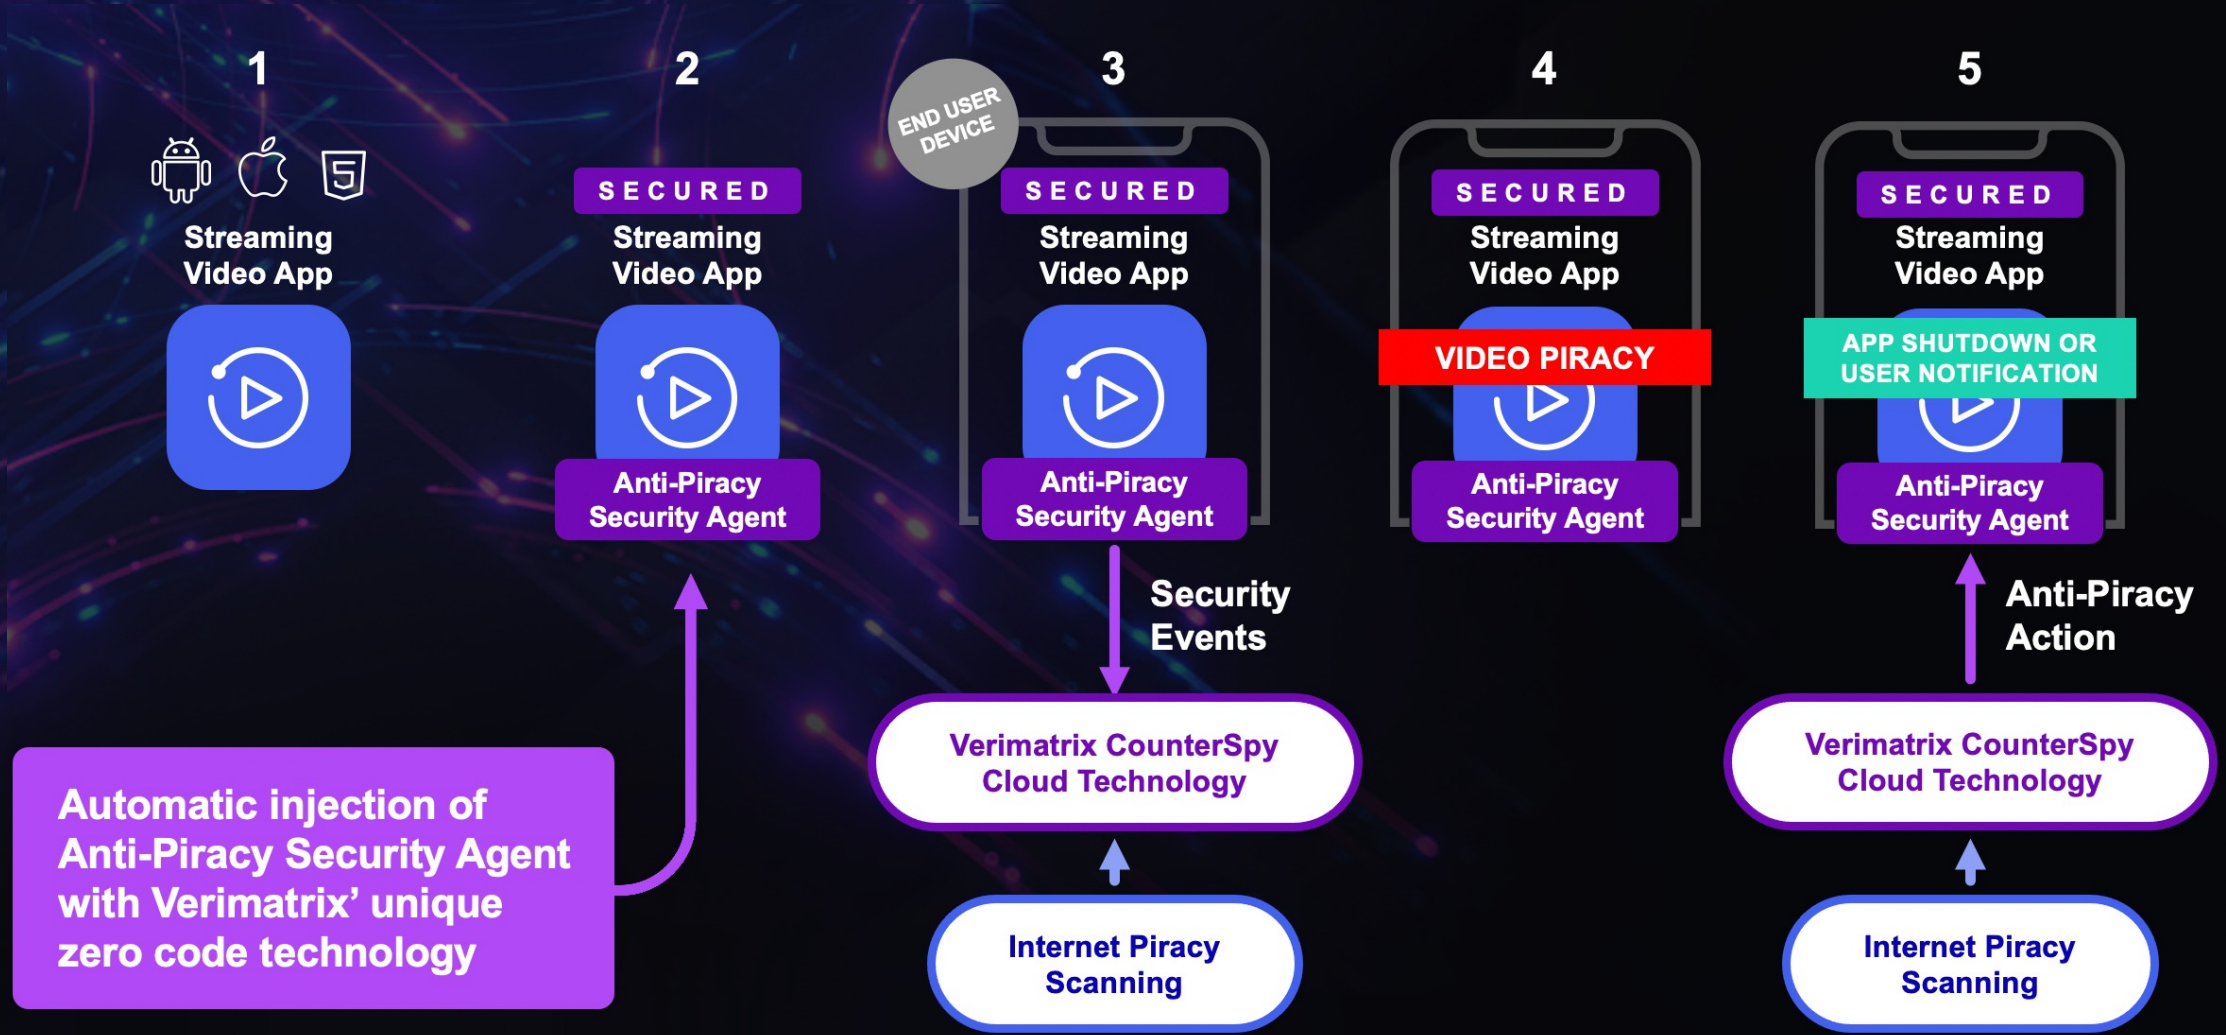 1
Streaming
Video App
2
SECURED
Streaming
Video App
Anti-Piracy
Security Agent
Automatic injection of
Anti-Piracy Security Agent
with Verimatrix’ unique
zero code technology
3
END USER
DEVICE
SECURED
Streaming
Video App
Anti-Piracy
Security Agent
Security
Events
Verimatrix CounterSpy
Cloud Technology
Internet Piracy
Scanning
4
SECURED
Streaming
Video App
VIDEO PIRACY
Anti-Piracy
Security Agent
5
SECURED
Streaming
Video App
APP SHUTDOWN OR
USER NOTIFICATION
Anti-Piracy
Security Agent
Anti-Piracy
Action
Verimatrix CounterSpy
Cloud Technology
Internet Piracy
Scanning